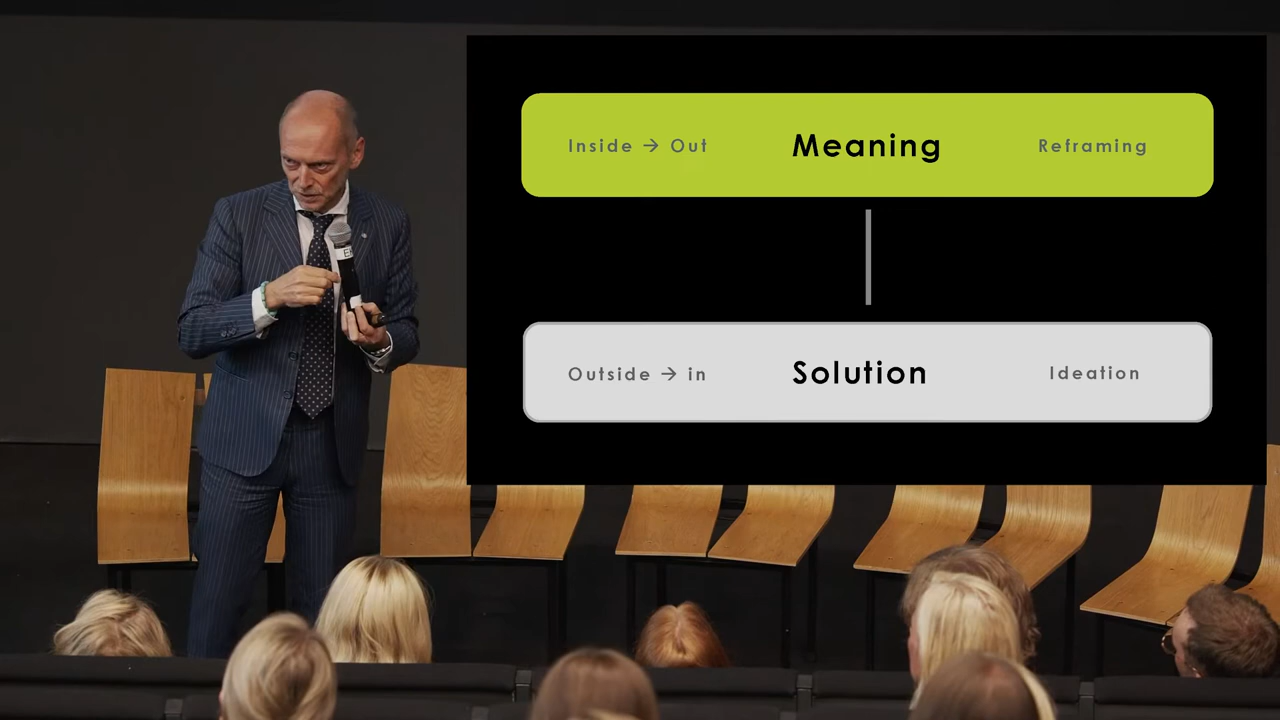 Inside → Out Meaning Reframing
Outside → in Solution Ideation